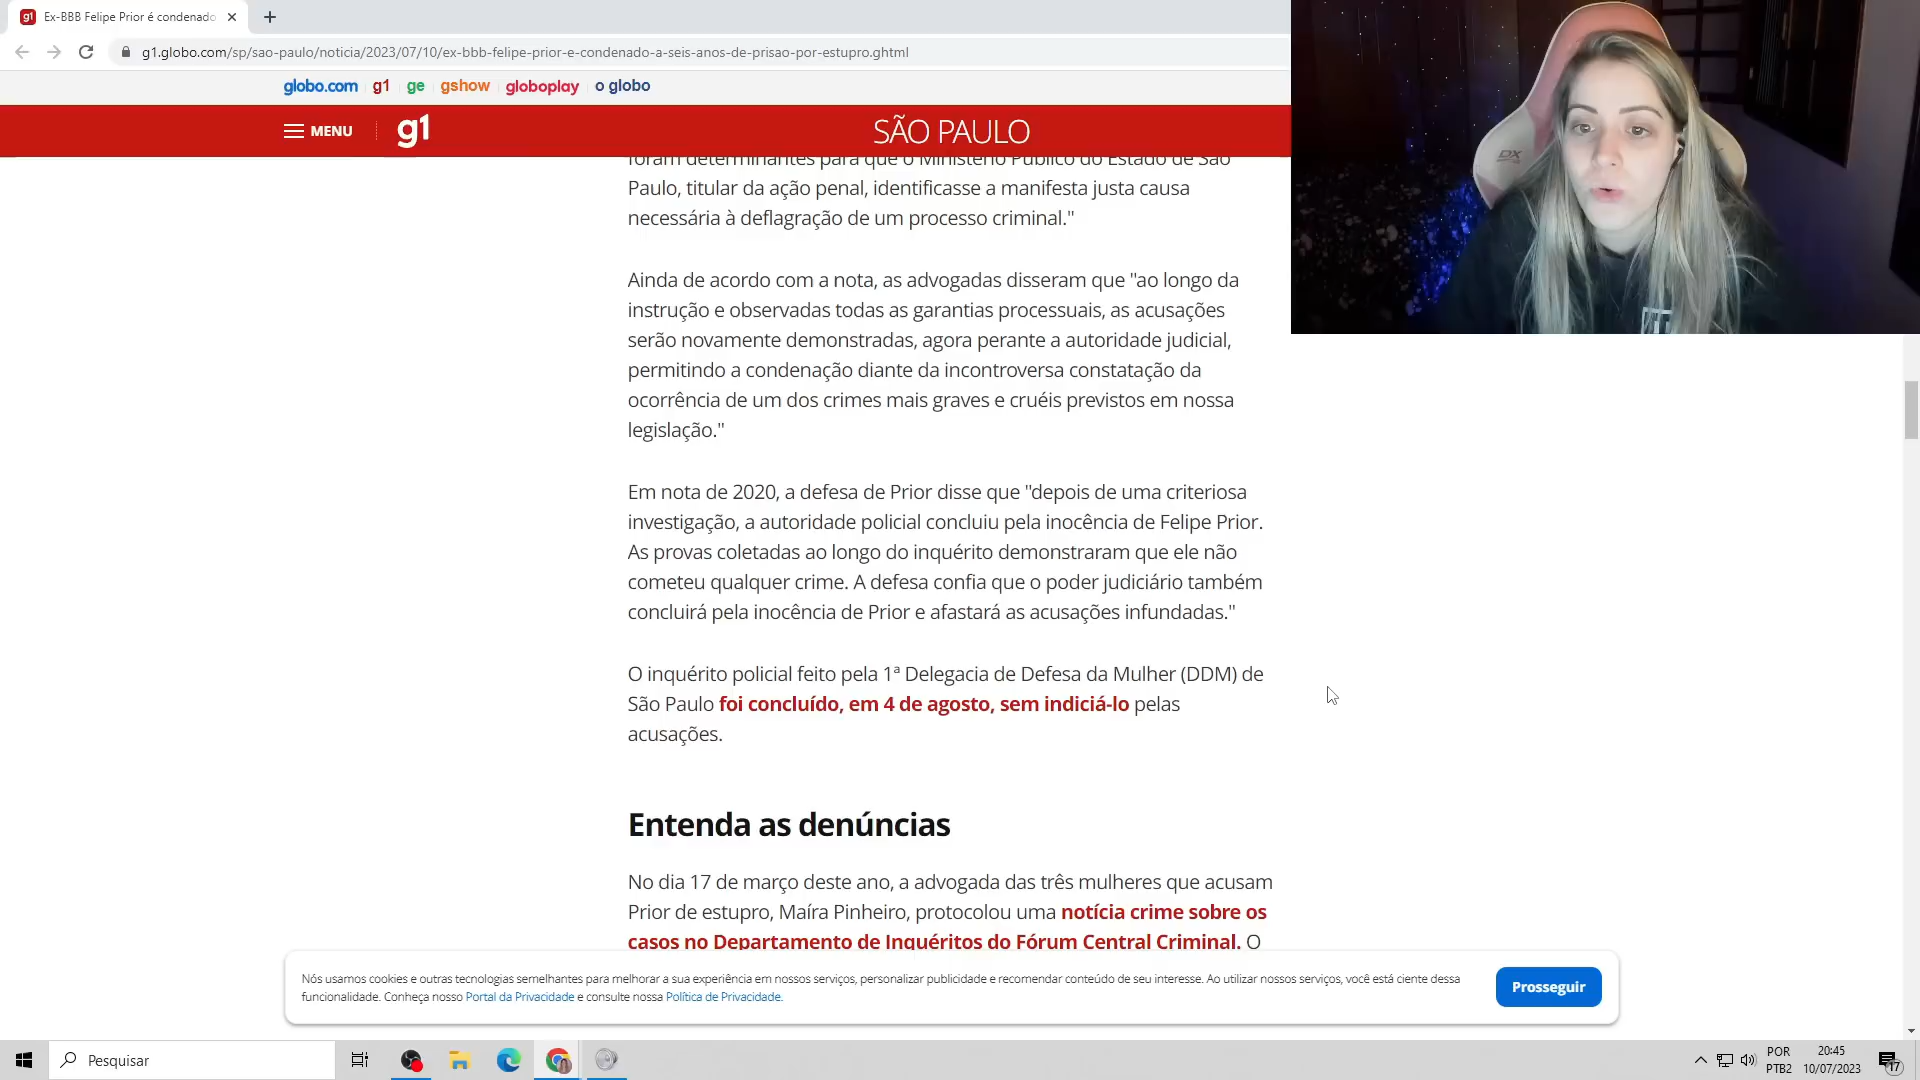 Ex-BBB Felipe Prior é condenado
g1.globo.com/sp/sao-paulo/noticia/2023/07/10/ex-bbb-felipe-prior-e-condenado-a-seis-anos-de-prisao-por-estupro.ghtml
globo.com g1 ge gshow globoplay o globo
MENU g1 SÃO PAULO
foram determinantes para que o Ministério Público do Estado de São
Paulo, titular da ação penal, identificasse a manifesta justa causa
necessária à deflagração de um processo criminal."
Ainda de acordo com a nota, as advogadas disseram que "ao longo da
instrução e observadas todas as garantias processuais, as acusações
serão novamente demonstradas, agora perante a autoridade judicial,
permitindo a condenação diante da incontroversa constatação da
ocorrência de um dos crimes mais graves e cruéis previstos em nossa
legislação."
Em nota de 2020, a defesa de Prior disse que "depois de uma criteriosa
investigação, a autoridade policial concluiu pela inocência de Felipe Prior.
As provas coletadas ao longo do inquérito demonstraram que ele não
cometeu qualquer crime. A defesa confia que o poder judiciário também
concluirá pela inocência de Prior e afastará as acusações infundadas."
O inquérito policial feito pela 1ª Delegacia de Defesa da Mulher (DDM) de
São Paulo foi concluído, em 4 de agosto, sem indiciá-lo pelas
acusações.
Entenda as denúncias
No dia 17 de março deste ano, a advogada das três mulheres que acusam
Prior de estupro, Maíra Pinheiro, protocolou uma notícia crime sobre os
casos no Departamento de Inquéritos do Fórum Central Criminal. O
Nós usamos cookies e outras tecnologias semelhantes para melhorar a sua experiência em nossos serviços, personalizar publicidade e recomendar conteúdo de seu interesse. Ao utilizar nossos serviços, você está ciente dessa
funcionalidade. Conheça nosso Portal da Privacidade e consulte nossa Política de Privacidade.
Prosseguir
Pesquisar
POR
PTB2
20:45
10/07/2023
17